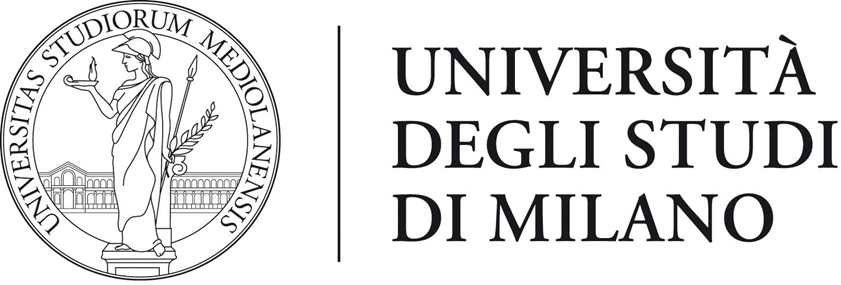 UNIVERSITAS STUDIORUM MEDIOLANENSIS
UNIVERSITÀ
DEGLI STUDI
DI MILANO